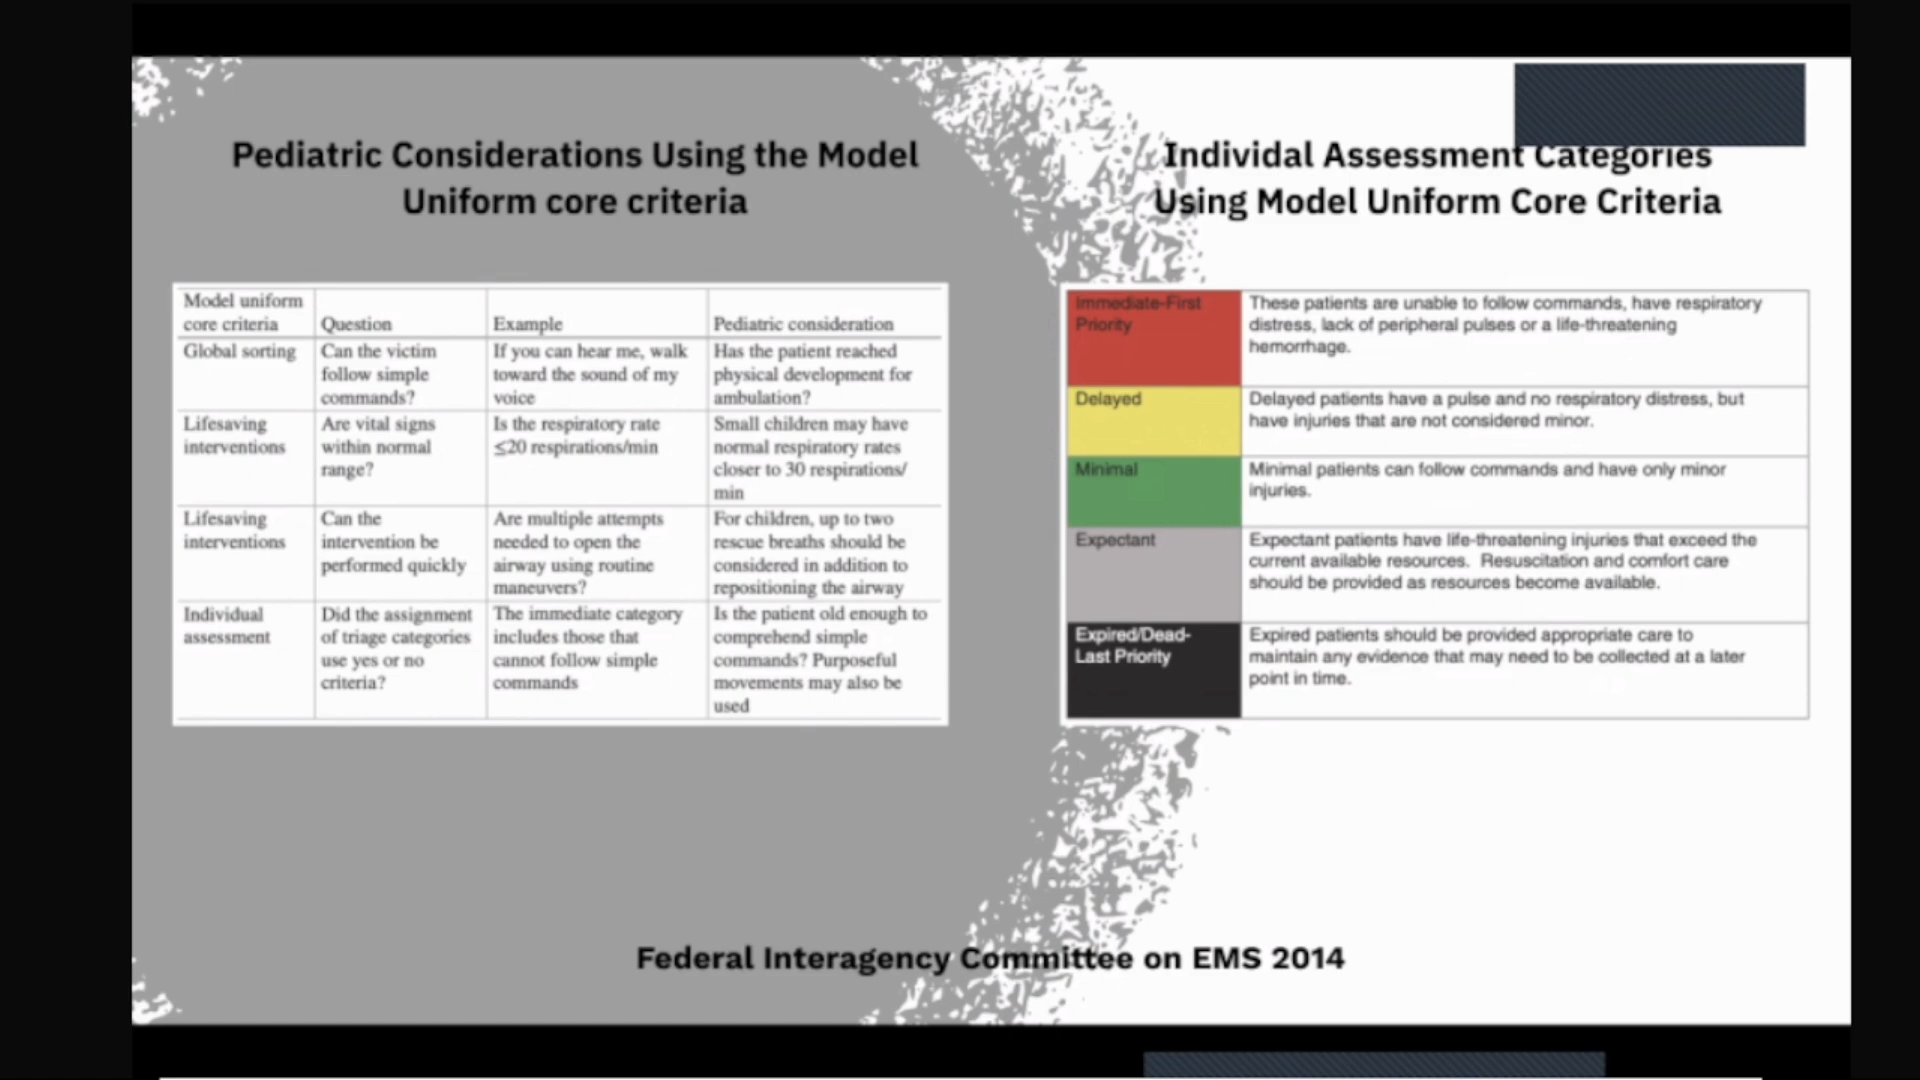 Pediatric Considerations Using the Model
Uniform core criteria
Model uniform
core criteria
Question
Example
Pediatric consideration
Global sorting
Can the victim
follow simple
commands?
If you can hear me, walk
toward the sound of my
voice
Has the patient reached
physical development for
ambulation?
Lifesaving
interventions
Are vital signs
within normal
range?
Is the respiratory rate
≤20 respirations/min
Small children may have
normal respiratory rates
closer to 30 respirations/
min
Lifesaving
interventions
Can the
intervention be
performed quickly
Are multiple attempts
needed to open the
airway using routine
maneuvers?
For children, up to two
rescue breaths should be
considered in addition to
repositioning the airway
Individual
assessment
Did the assignment
of triage categories
use yes or no
criteria?
The immediate category
includes those that
cannot follow simple
commands
Is the patient old enough to
comprehend simple
commands? Purposeful
movements may also be
used
Individal Assessment Categories
Using Model Uniform Core Criteria
Immediate-First
Priority
These patients are unable to follow commands, have respiratory
distress, lack of peripheral pulses or a life-threatening
hemorrhage.
Delayed
Delayed patients have a pulse and no respiratory distress, but
have injuries that are not considered minor.
Minimal
Minimal patients can follow commands and have only minor
injuries.
Expectant
Expectant patients have life-threatening injuries that exceed the
current available resources. Resuscitation and comfort care
should be provided as resources become available.
Expired/Dead-
Last Priority
Expired patients should be provided appropriate care to
maintain any evidence that may need to be collected at a later
point in time.
Federal Interagency Committee on EMS 2014